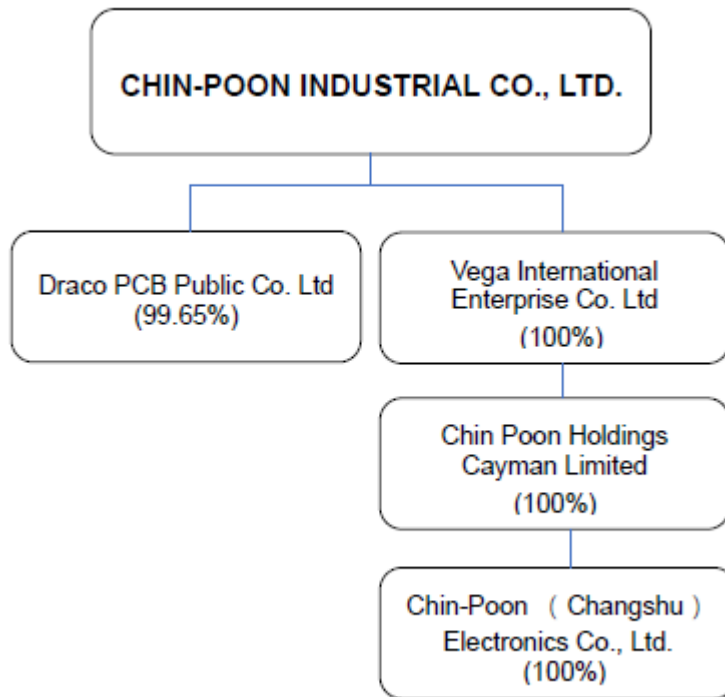 CHIN-POON INDUSTRIAL CO., LTD.
Draco PCB Public Co. Ltd
(99.65%)
Vega International
Enterprise Co. Ltd
(100%)
Chin Poon Holdings
Cayman Limited
(100%)
Chin-Poon （ Changshu ）
Electronics Co., Ltd.
(100%)